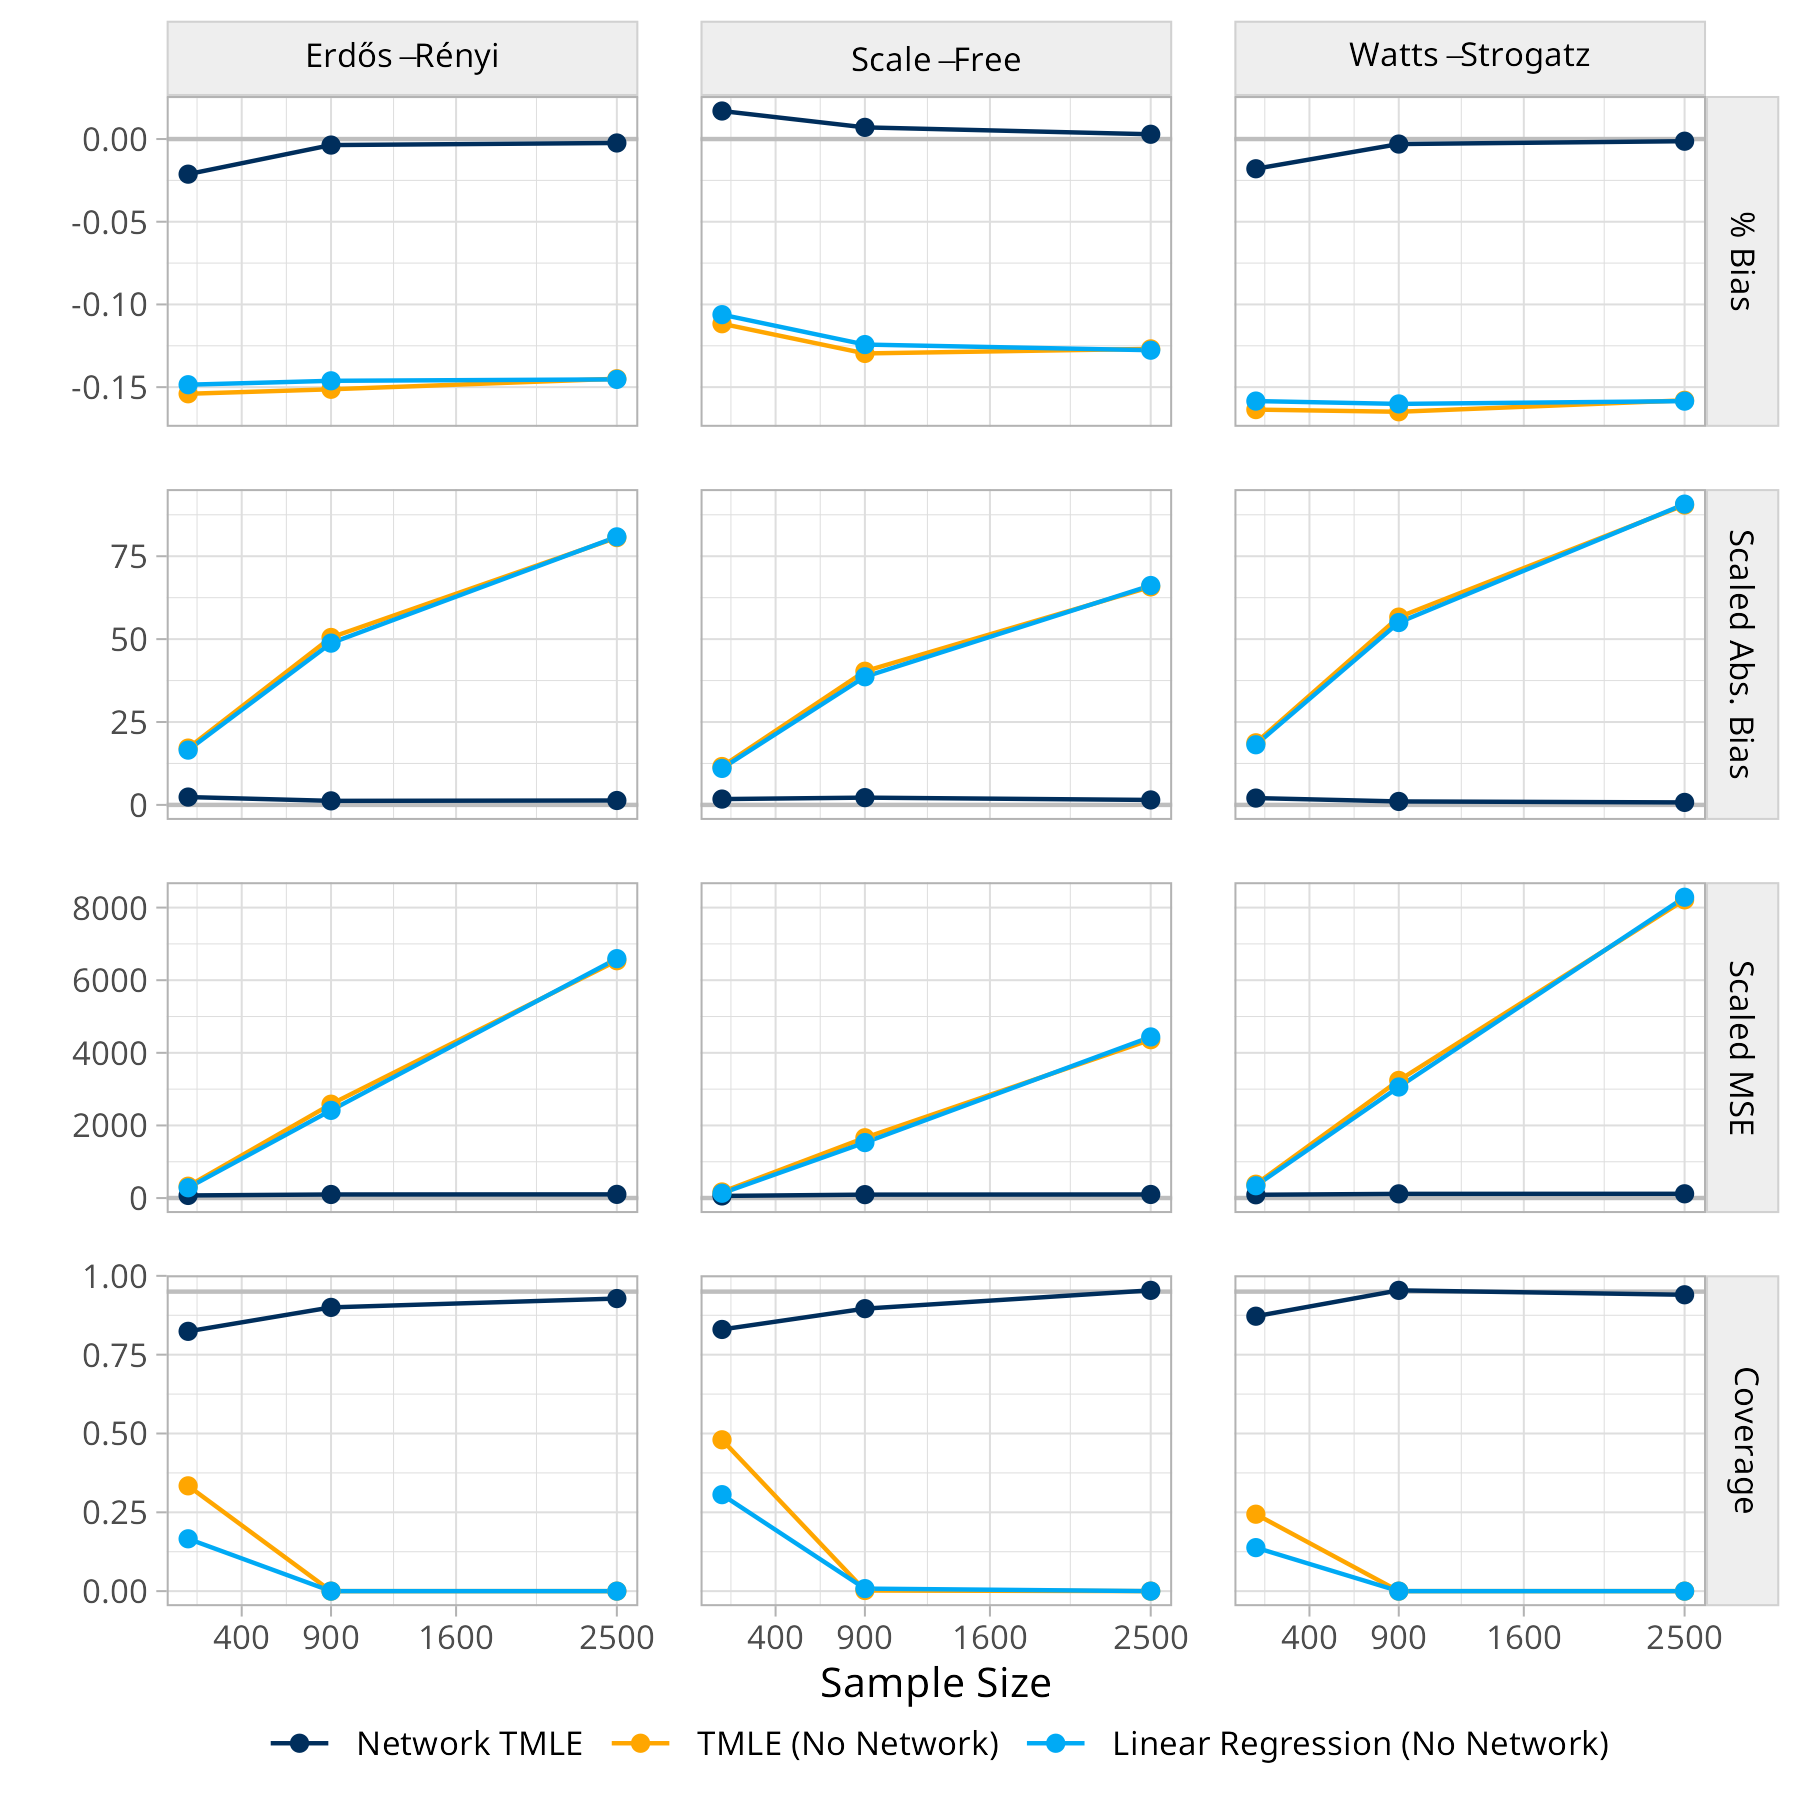 Erdős–Rényi
Scale–Free
Watts–Strogatz
0.00
-0.05
-0.10
-0.15
% Bias
75
50
25
0
Scaled Abs. Bias
8000
6000
4000
2000
0
Scaled MSE
1.00
0.75
0.50
0.25
0.00
Coverage
400 900 1600 2500
400 900 1600 2500
400 900 1600 2500
Sample Size
Network TMLE
TMLE (No Network)
Linear Regression (No Network)